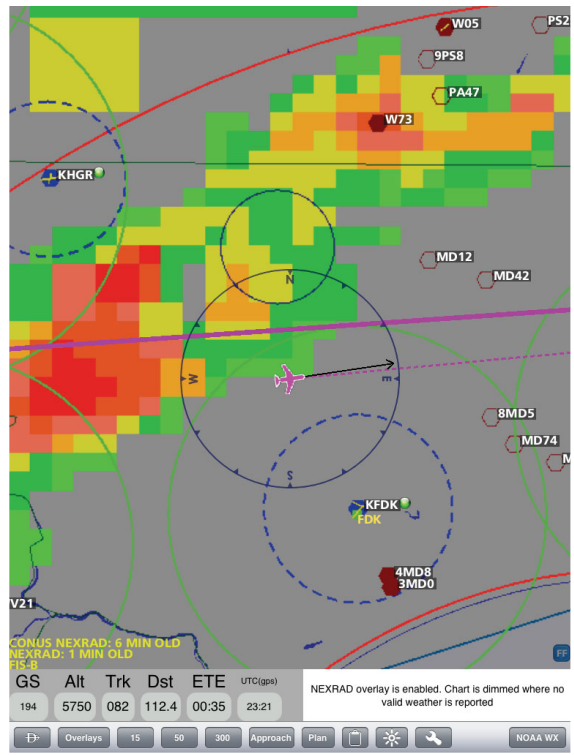 W05
PS2
9PS8
PA47
W73
KHGR
MD12
N
MD42
W
E
8MD5
MD74
M
S
KFDK
FDK
4MD8
3MD0
V21
CONUS NEXRAD: 6 MIN OLD
NEXRAD: 1 MIN OLD
FIS-B
FF
GS Alt Trk Dst ETE UTC(gps)
194 5750 082 112.4 00:35 23:21
NEXRAD overlay is enabled. Chart is dimmed where no
valid weather is reported
D Overlays 15 50 300 Approach Plan NOAA WX